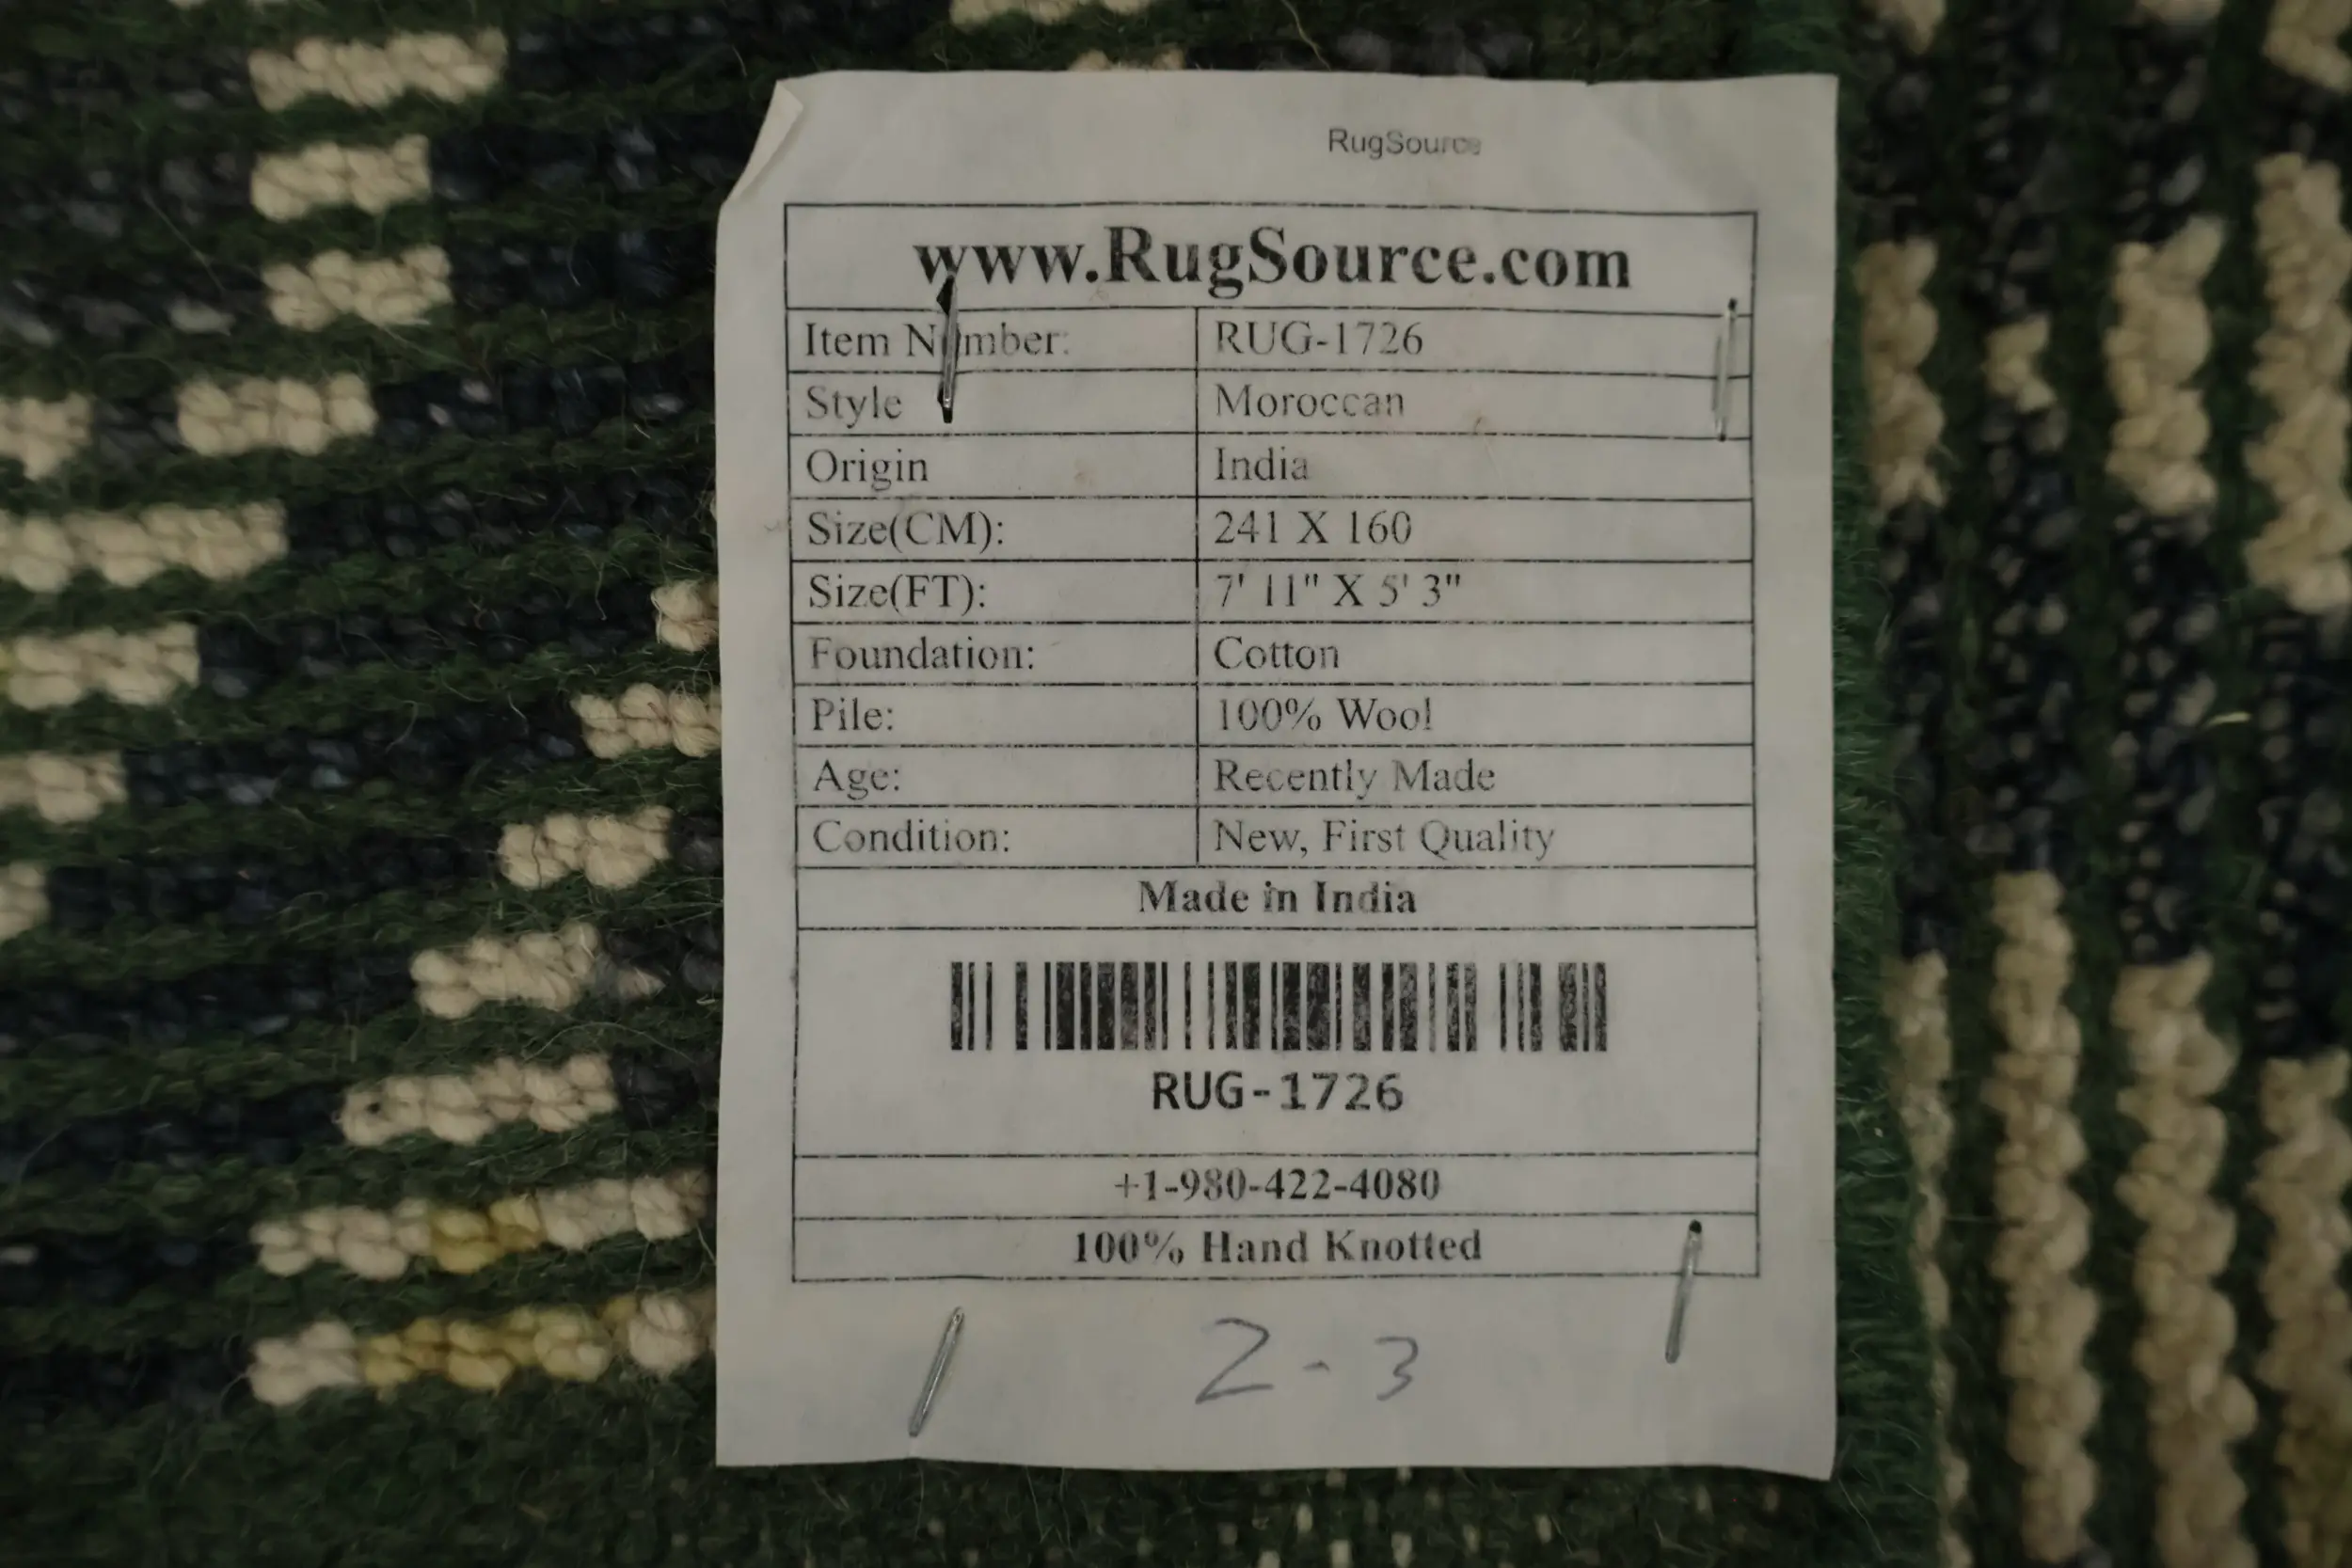 RugSource
www.RugSource.com
Item Number: RUG-1726
Style Moroccan
Origin India
Size(CM): 241 X 160
Size(FT): 7' 11" X 5' 3"
Foundation: Cotton
Pile: 100% Wool
Age: Recently Made
Condition: New, First Quality
Made in India
RUG-1726
+1-980-422-4080
100% Hand Knotted
Z-3